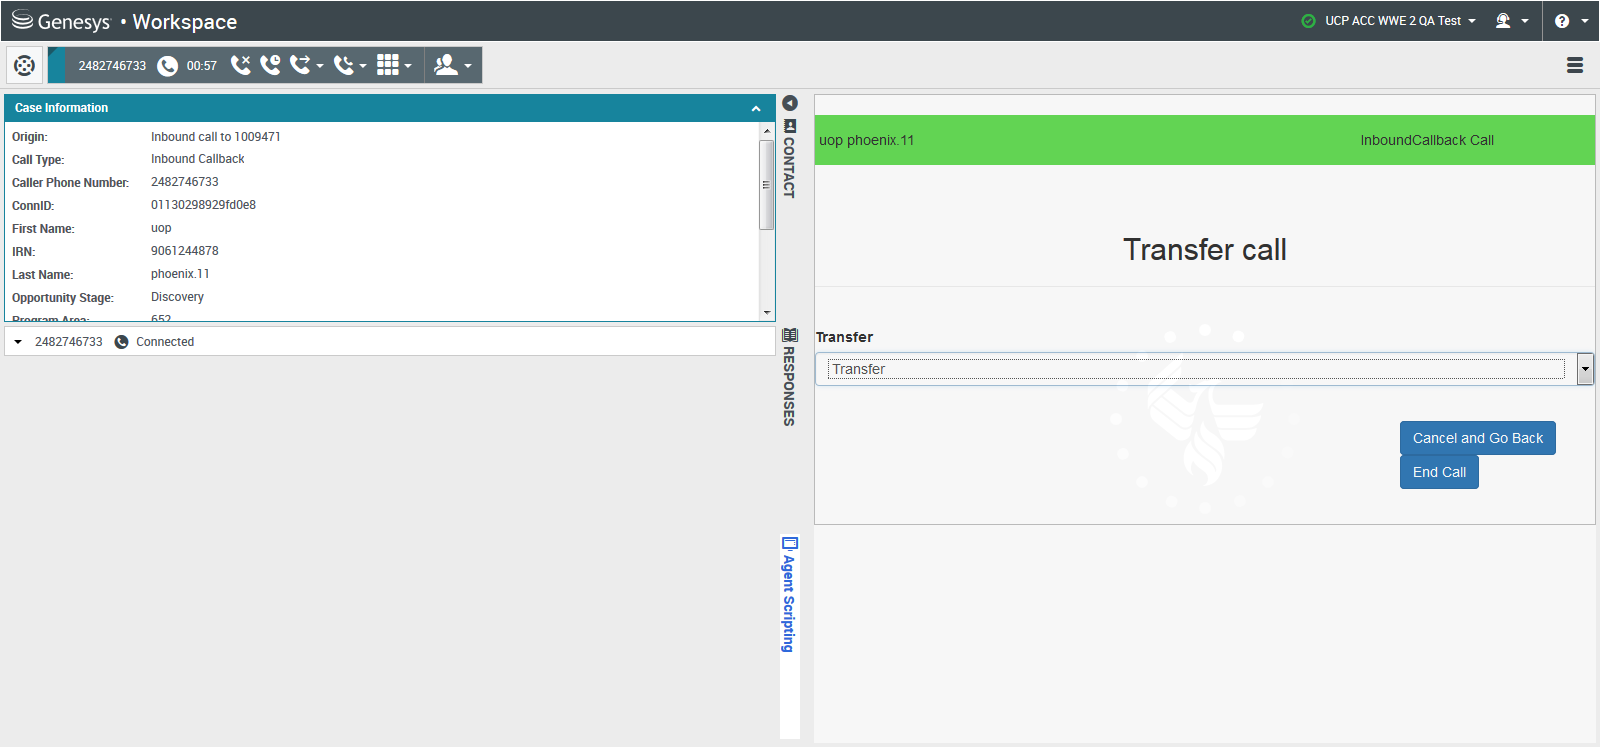 Genesys • Workspace
UCP ACC WWE 2 QA Test
2482746733 00:57
Case Information
Origin: Inbound call to 1009471
Call Type: Inbound Callback
Caller Phone Number: 2482746733
ConnID: 01130298929fd0e8
First Name: uop
IRN: 9061244878
Last Name: phoenix.11
Opportunity Stage: Discovery
Program Area: 652
2482746733 Connected
CONTACT
RESPONSES
Agent Scripting
uop phoenix.11 InboundCallback Call
Transfer call
Transfer
Transfer
Cancel and Go Back
End Call